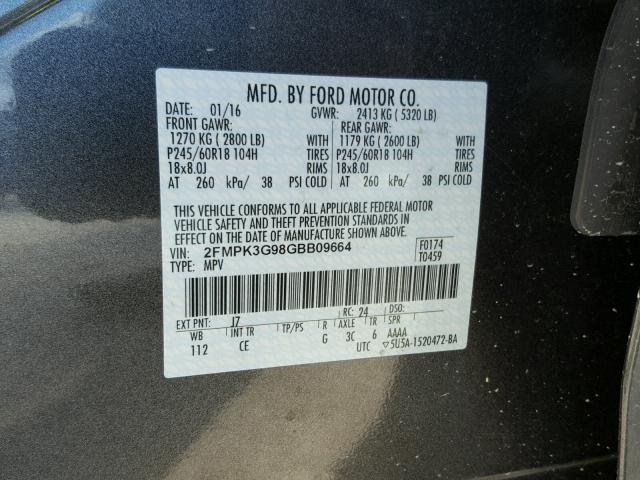 MFD. BY FORD MOTOR CO.
DATE: 01/16 GVWR: 2413 KG ( 5320 LB)
FRONT GAWR: REAR GAWR:
1270 KG ( 2800 LB) WITH 1179 KG ( 2600 LB) WITH
P245/60R18 104H TIRES P245/60R18 104H TIRES
18x8.0J RIMS 18x8.0J RIMS
AT 260 kPa/ 38 PSI COLD AT 260 kPa/ 38 PSI COLD
THIS VEHICLE CONFORMS TO ALL APPLICABLE FEDERAL MOTOR
VEHICLE SAFETY AND THEFT PREVENTION STANDARDS IN
EFFECT ON THE DATE OF MANUFACTURE SHOWN ABOVE.
VIN: 2FMPK3G98GBB09664 F0174
TYPE: MPV T0459
EXT PNT: J7 RC: 24 DSO:
WB INT TR TP/PS R AXLE TR SPR
112 CE G 3C 6 AAAA
UTC ▽5U5A-1520472-BA